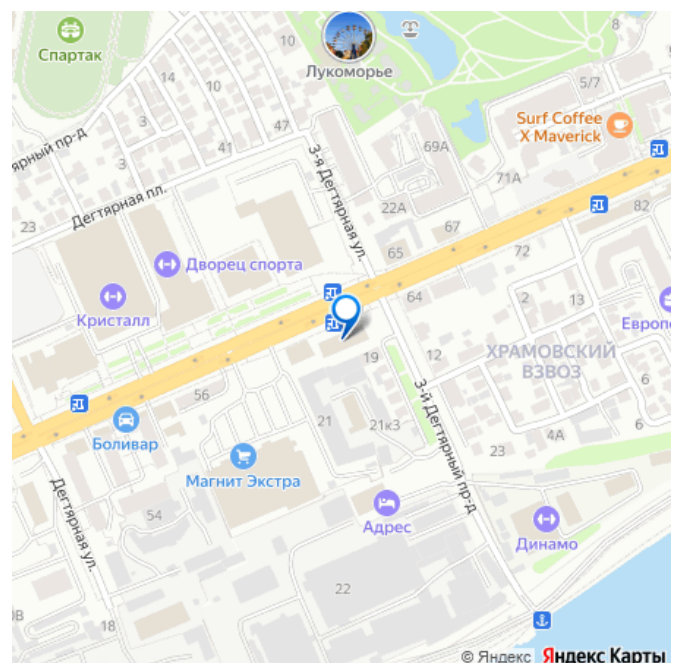 Спартак
10
Лукоморье
14
10
5/7
Surf Coffee
X Maverick
47
3
41
69А
ярный пр-д
3
3-я Дегтярная ул.
71А
Дегтярная пл.
22А
82
23
67
65
72
Дворец спорта
64
2
13
Кристалл
Европе
19
12
ХРАМОВСКИЙ
ВЗВОЗ
6
56
3-й Дегтярный пр-д
21
21к3
4А
6
Боливар
23
Магнит Экстра
Дегтярная ул.
54
Адрес
Динамо
22
0В
18
© Яндекс Яндекс Карты